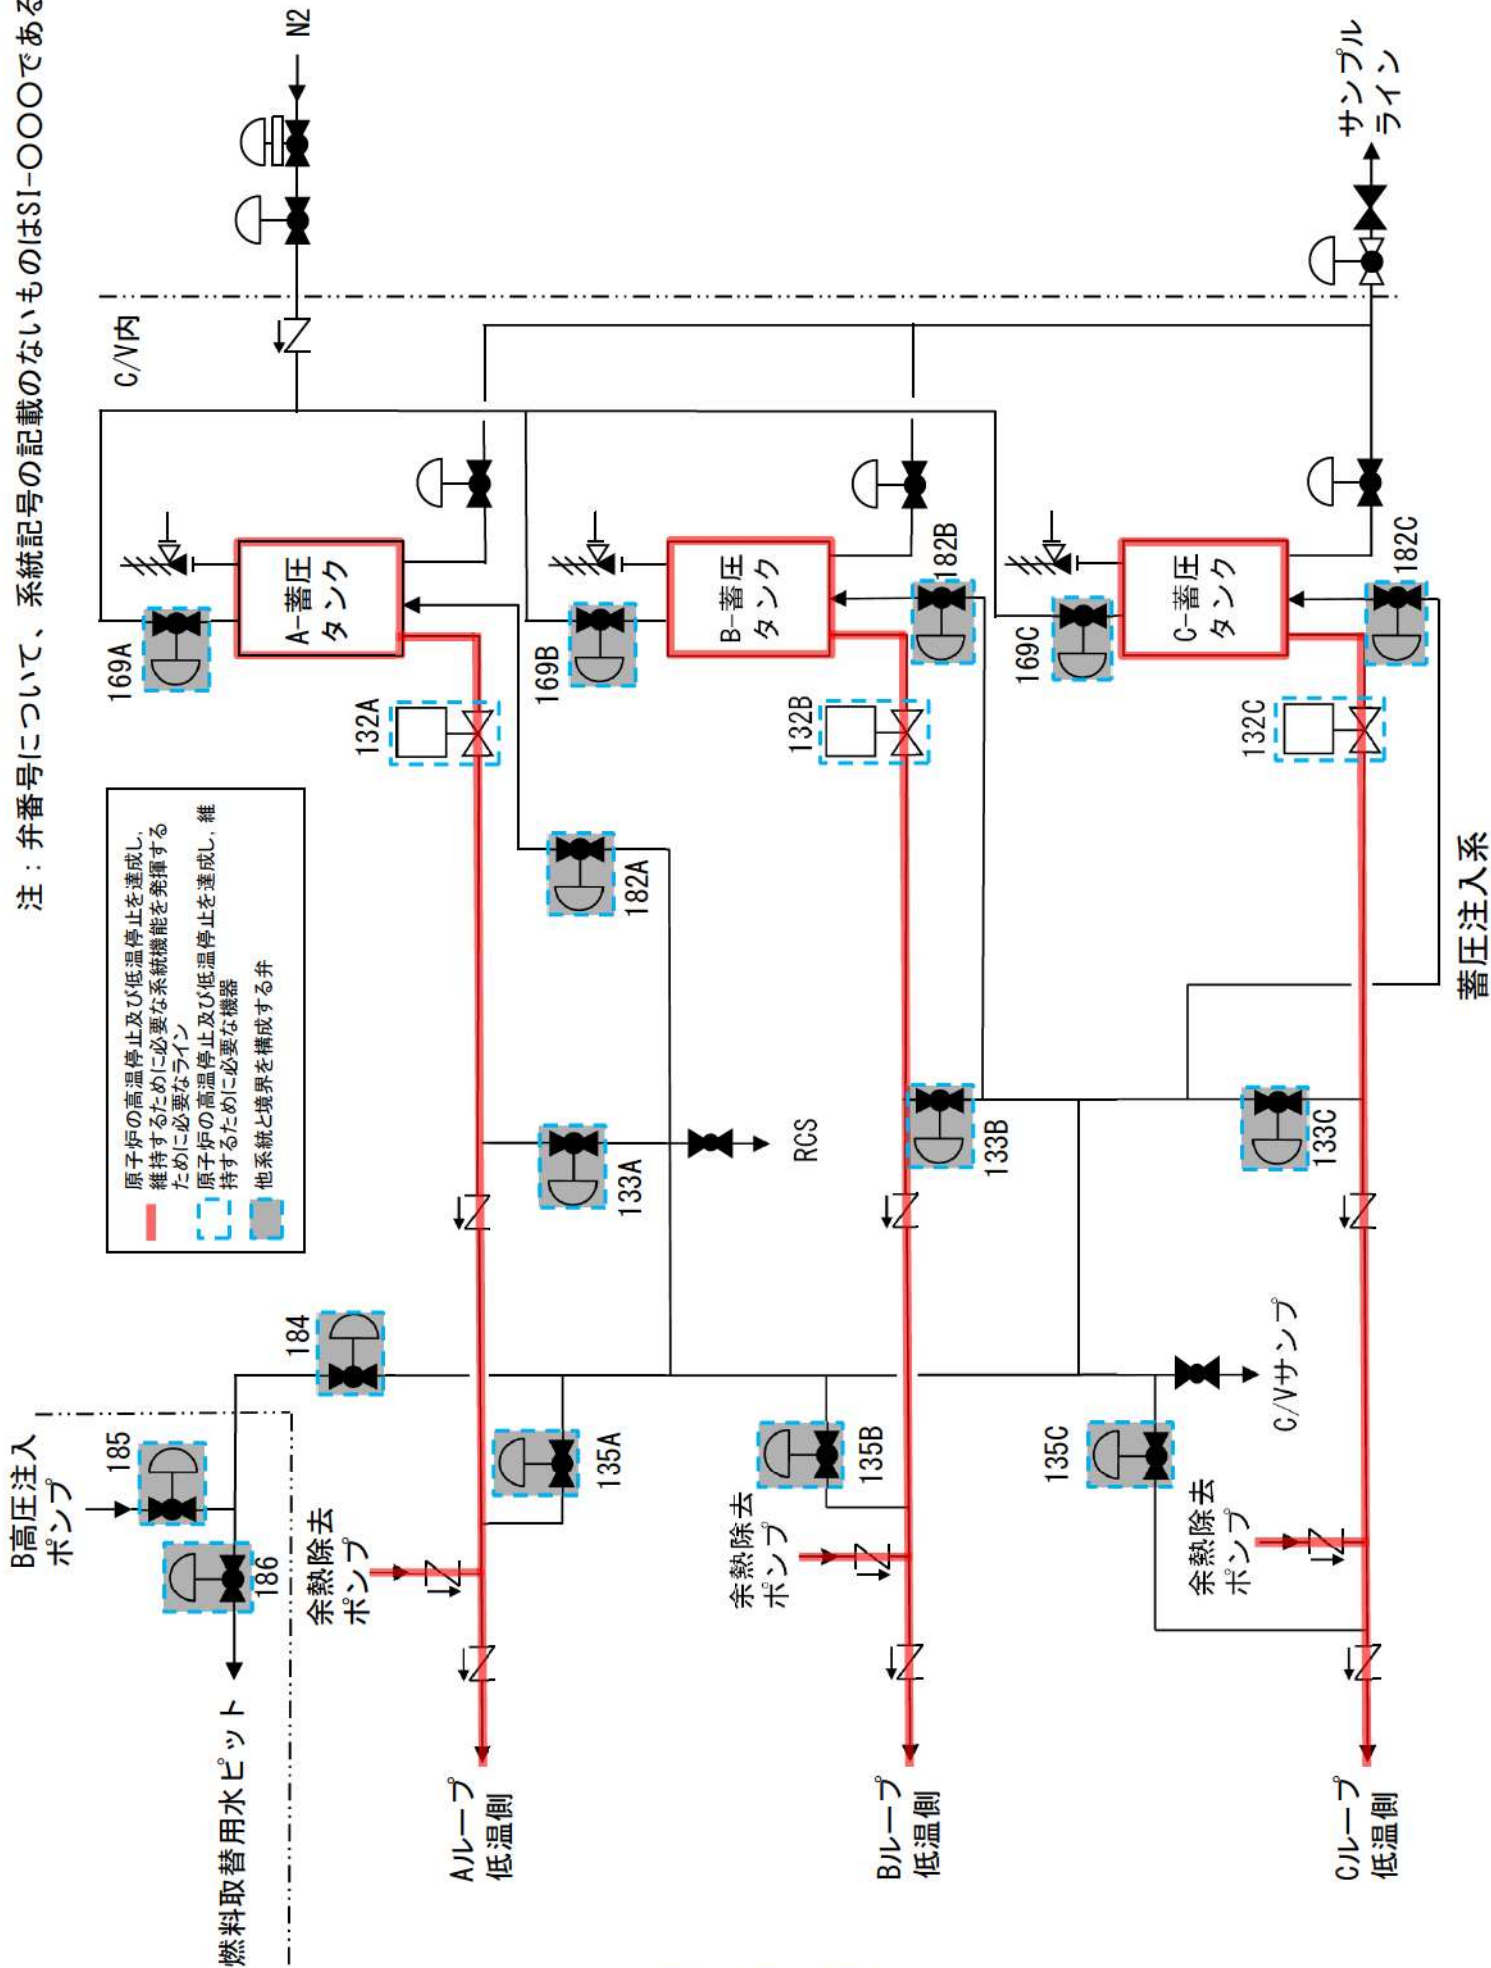 注：弁番号について、系統記号の記載のないものはSI-〇〇〇である
N2
C/V内
169A
A-蓄圧
タンク
132A
169B
B-蓄圧
タンク
182B
132B
169C
C-蓄圧
タンク
182C
132C
サンプル
ライン
原子炉の高温停止及び低温停止を達成し,
維持するために必要な系統機能を発揮する
ために必要なライン
原子炉の高温停止及び低温停止を達成し, 維
持するために必要な機器
他系統と境界を構成する弁
182A
133A
RCS
133B
133C
184
185
B高圧注入
ポンプ
186
燃料取替用水ピット
余熱除去
ポンプ
135A
余熱除去
ポンプ
135B
余熱除去
ポンプ
135C
C/Vサンプ
Aループ
低温側
Bループ
低温側
Cループ
低温側
蓄圧注入系